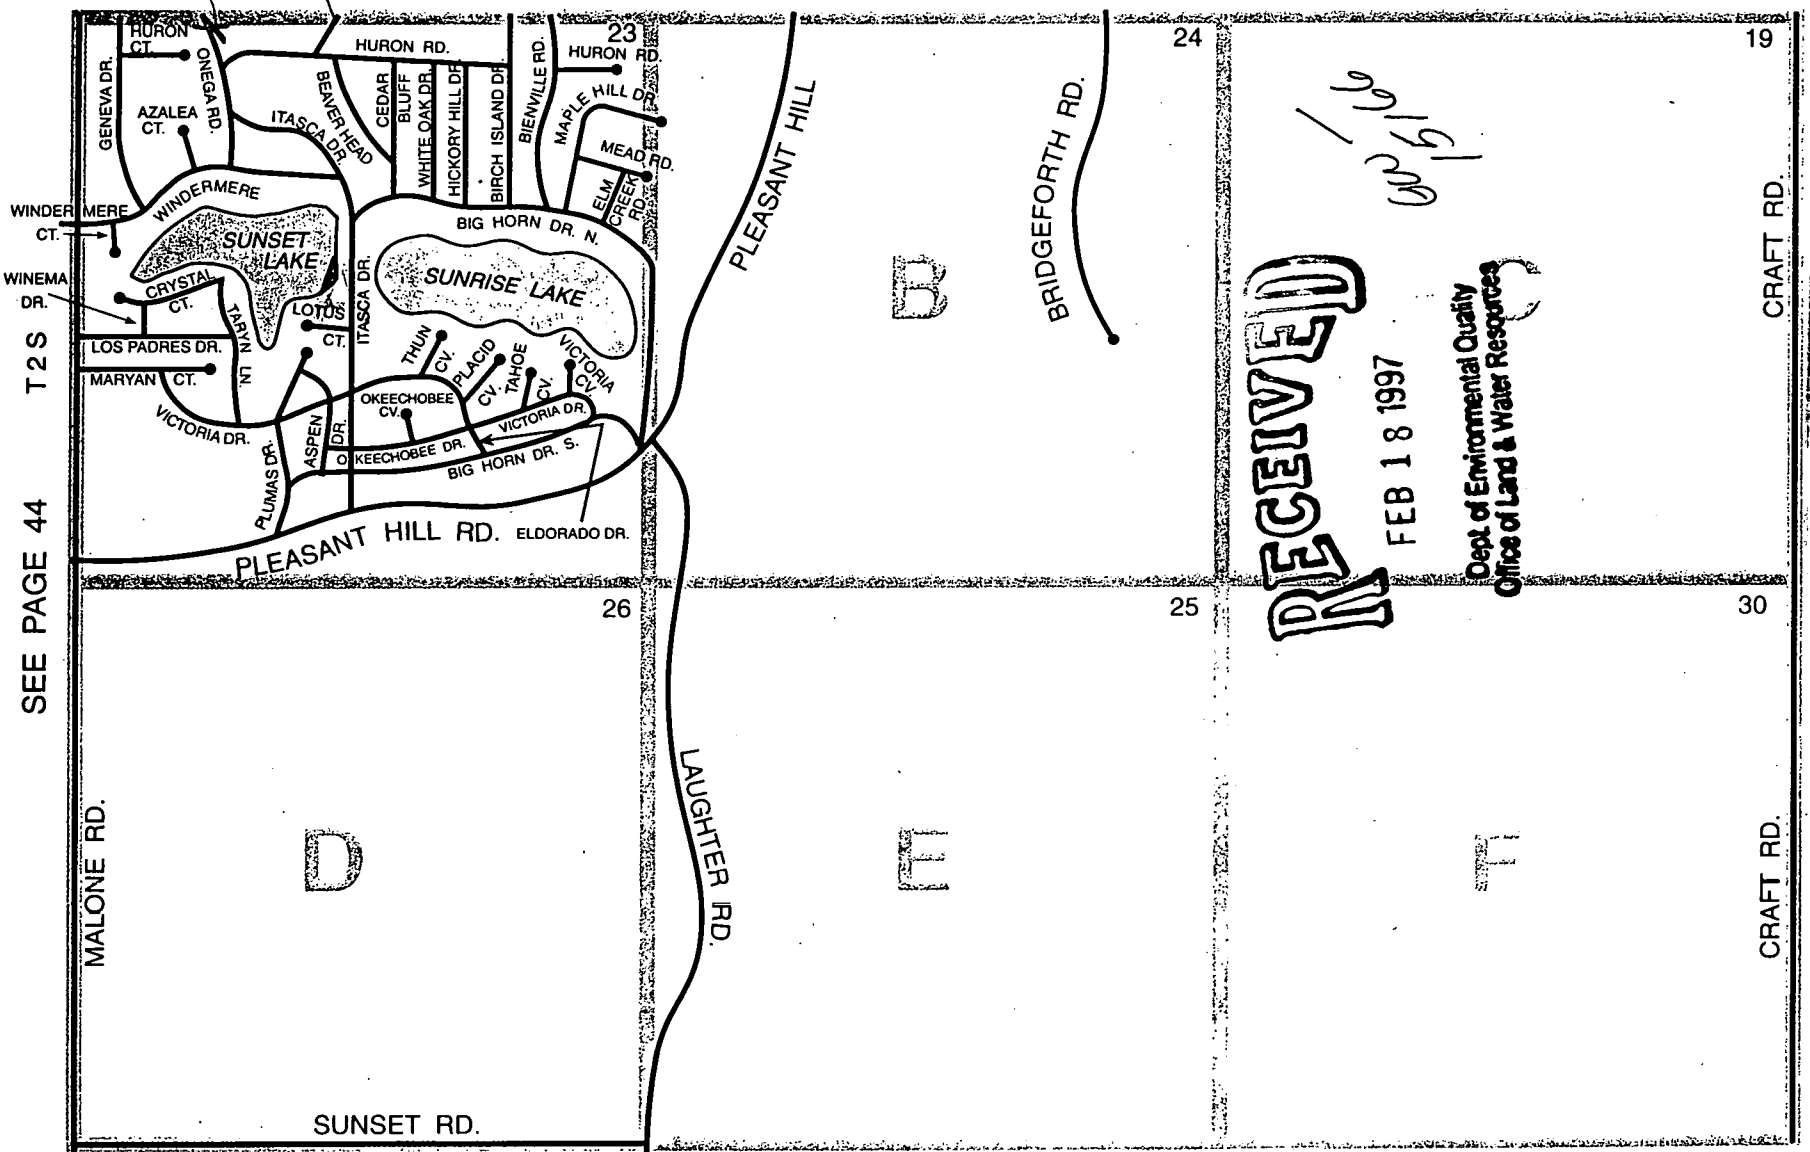 HURON
CT.
HURON RD.
23
HURON RD.
24
19
GENEVA DR.
ONEGA RD.
AZALEA
CT.
ITASCA DR.
BEAVER HEAD
CEDAR
BLUFF
WHITE OAK DR.
HICKORY HILL DR.
BIRCH ISLAND DR.
BIENVILLE RD.
MAPLE HILL DR.
MEAD RD.
ELM
CREEK
RD.
PLEASANT HILL
BRIDGEFORTH RD.
CRAFT RD.
WINDERMERE
CT.
WINDERMERE
BIG HORN DR. N.
SUNSET
LAKE
SUNRISE LAKE
WINEMA
DR.
CRYSTAL
CT.
TARYN LN.
LOTUS
CT.
ITASCA DR.
B
C
T2S
LOS PADRES DR.
MARYAN CT.
THUN
CV.
PLACID
CV.
TAHOE
CV.
VICTORIA
CV.
OKEECHOBEE
CV.
VICTORIA DR.
VICTORIA DR.
ASPEN DR.
OKEECHOBEE DR.
BIG HORN DR. S.
PLUMAS DR.
PLEASANT HILL RD.
ELDORADO DR.
RECEIVED
FEB 18 1997
Dept of Environmental Quality
Office of Land & Water Resources
SEE PAGE 44
26
25
30
MALONE RD.
D
LAUGHTER RD.
E
F
CRAFT RD.
SUNSET RD.